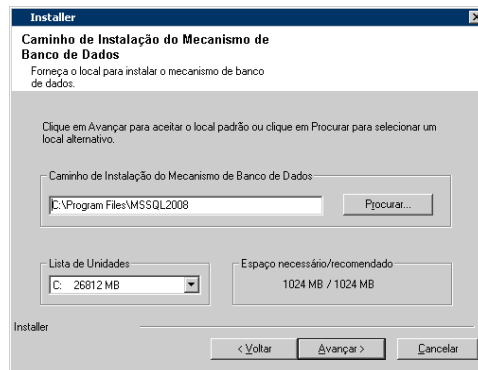 Installer
Caminho de Instalação do Mecanismo de
Banco de Dados
Forneça o local para instalar o mecanismo de banco
de dados.
Clique em Avançar para aceitar o local padrão ou clique em Procurar para selecionar um
local alternativo.
Caminho de Instalação do Mecanismo de Banco de Dados
C:\Program Files\MSSQL2008
Procurar...
Lista de Unidades
C: 26812 MB
Espaço necessário/recomendado
1024 MB / 1024 MB
Installer
< Voltar
Avançar >
Cancelar